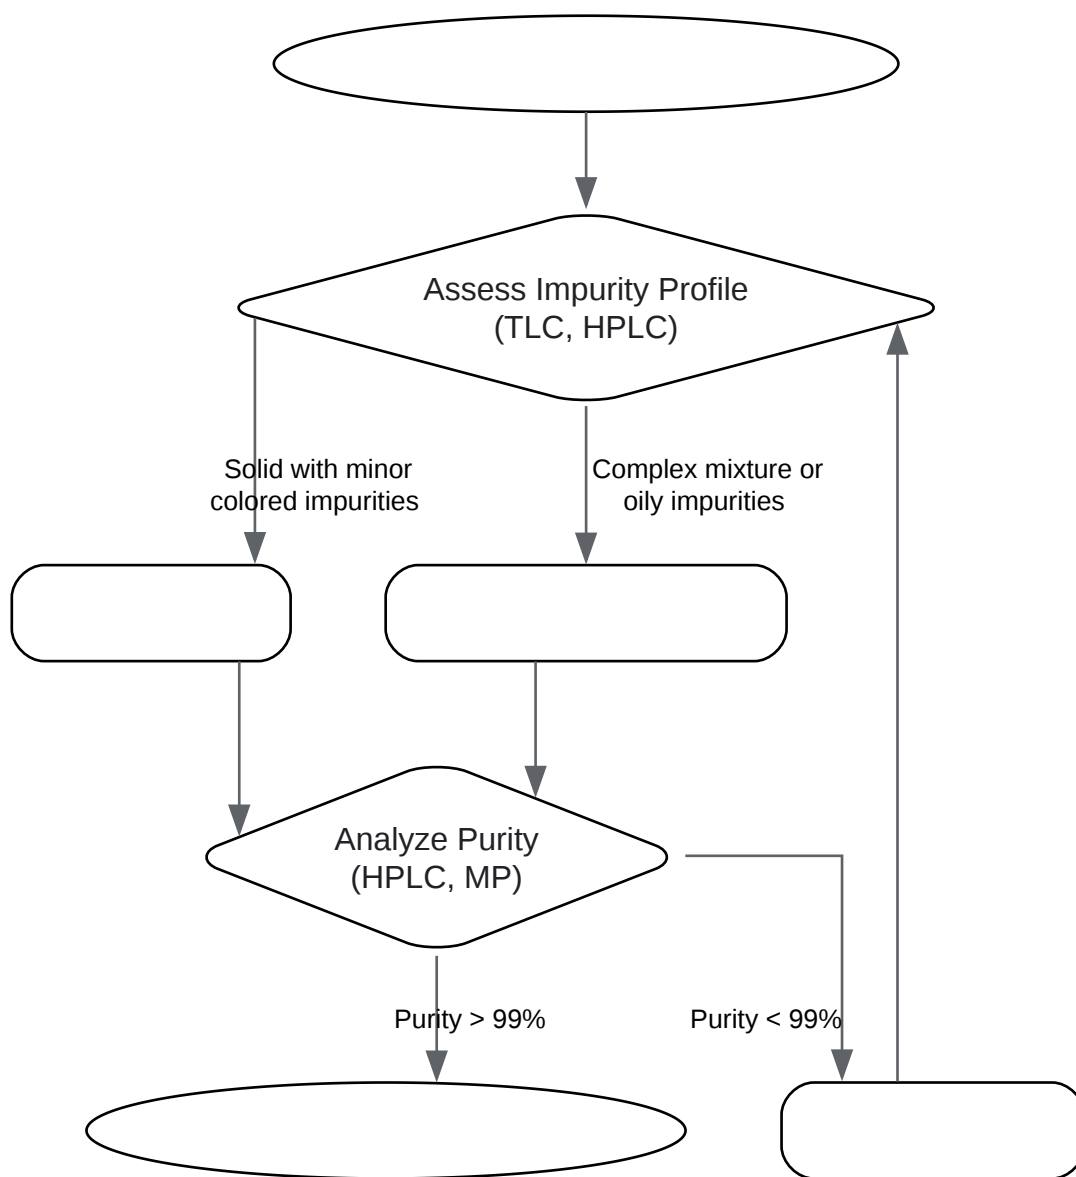 Assess Impurity Profile
(TLC, HPLC)
Solid with minor
colored impurities
Complex mixture or
oily impurities
Analyze Purity
(HPLC, MP)
Purity > 99%
Purity < 99%